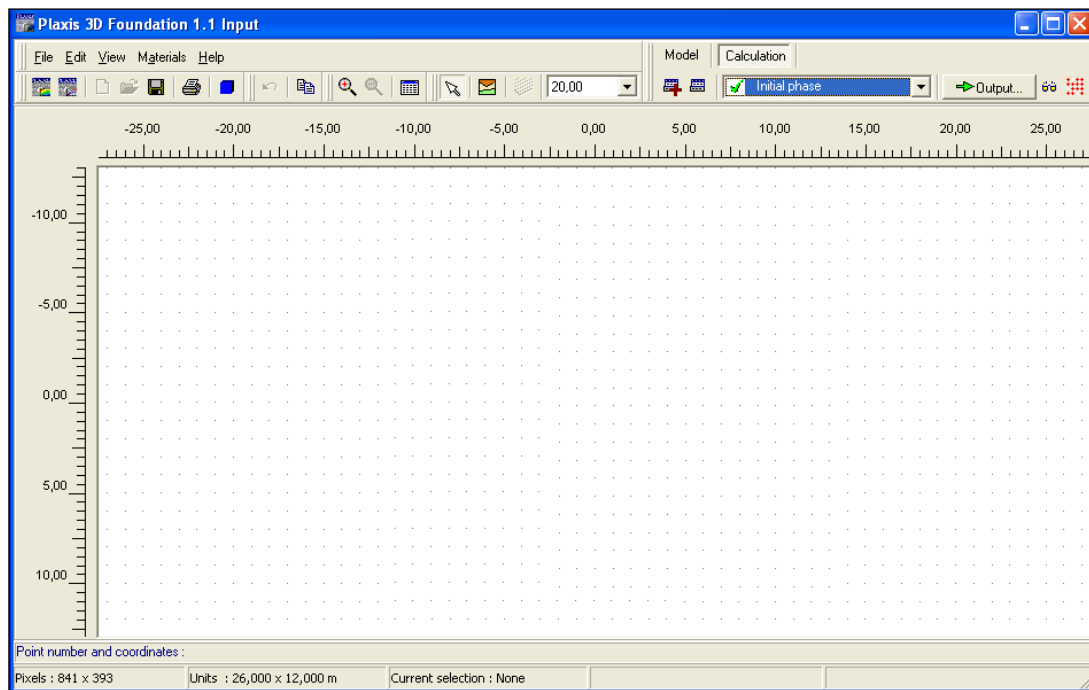 Plaxis 3D Foundation 1.1 Input
File Edit View Materials Help
Model Calculation
20,00 Initial phase Output...
-25,00 -20,00 -15,00 -10,00 -5,00 0,00 5,00 10,00 15,00 20,00 25,00
-10,00
-5,00
0,00
5,00
10,00
Point number and coordinates :
Pixels : 841 x 393 Units : 26,000 x 12,000 m Current selection : None